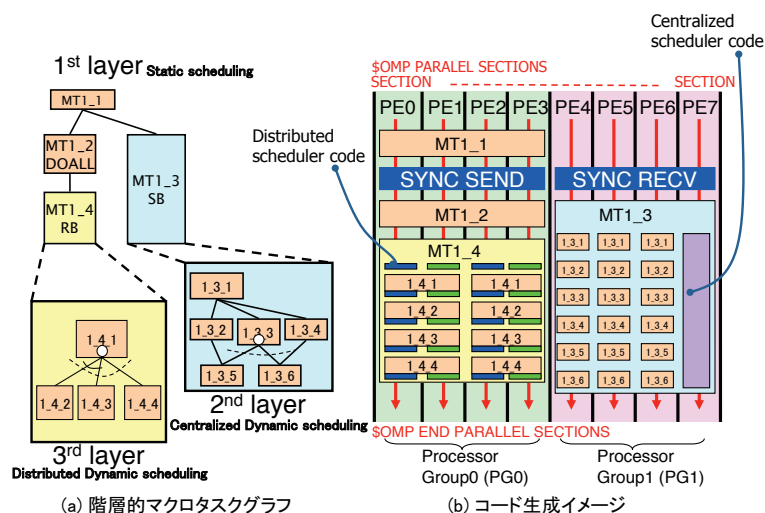 1st layer Static scheduling
MT1_1
MT1_2
DOALL
MT1_3
SB
MT1_4
RB
1_3_1
1_3_2
1_3_3
1_3_4
1_3_5
1_3_6
2nd layer
Centralized Dynamic scheduling
1_4_1
1_4_2
1_4_3
1_4_4
3rd layer
Distributed Dynamic scheduling
(a) 階層的マクロタスクグラフ
Centralized
scheduler code
$OMP PARALEL SECTIONS
SECTION
SECTION
Distributed
scheduler code
PE0 PE1 PE2 PE3 PE4 PE5 PE6 PE7
MT1_1
SYNC SEND
SYNC RECV
MT1_2
MT1_3
MT1_4
1_4_1 1_4_1
1_4_2 1_4_2
1_4_3 1_4_3
1_4_4 1_4_4
1_3_1 1_3_1 1_3_1
1_3_2 1_3_2 1_3_2
1_3_3 1_3_3 1_3_3
1_3_4 1_3_4 1_3_4
1_3_5 1_3_5 1_3_5
1_3_6 1_3_6 1_3_6
$OMP END PARALLEL SECTIONS
Processor
Group0 (PG0)
Processor
Group1 (PG1)
(b) コード生成イメージ